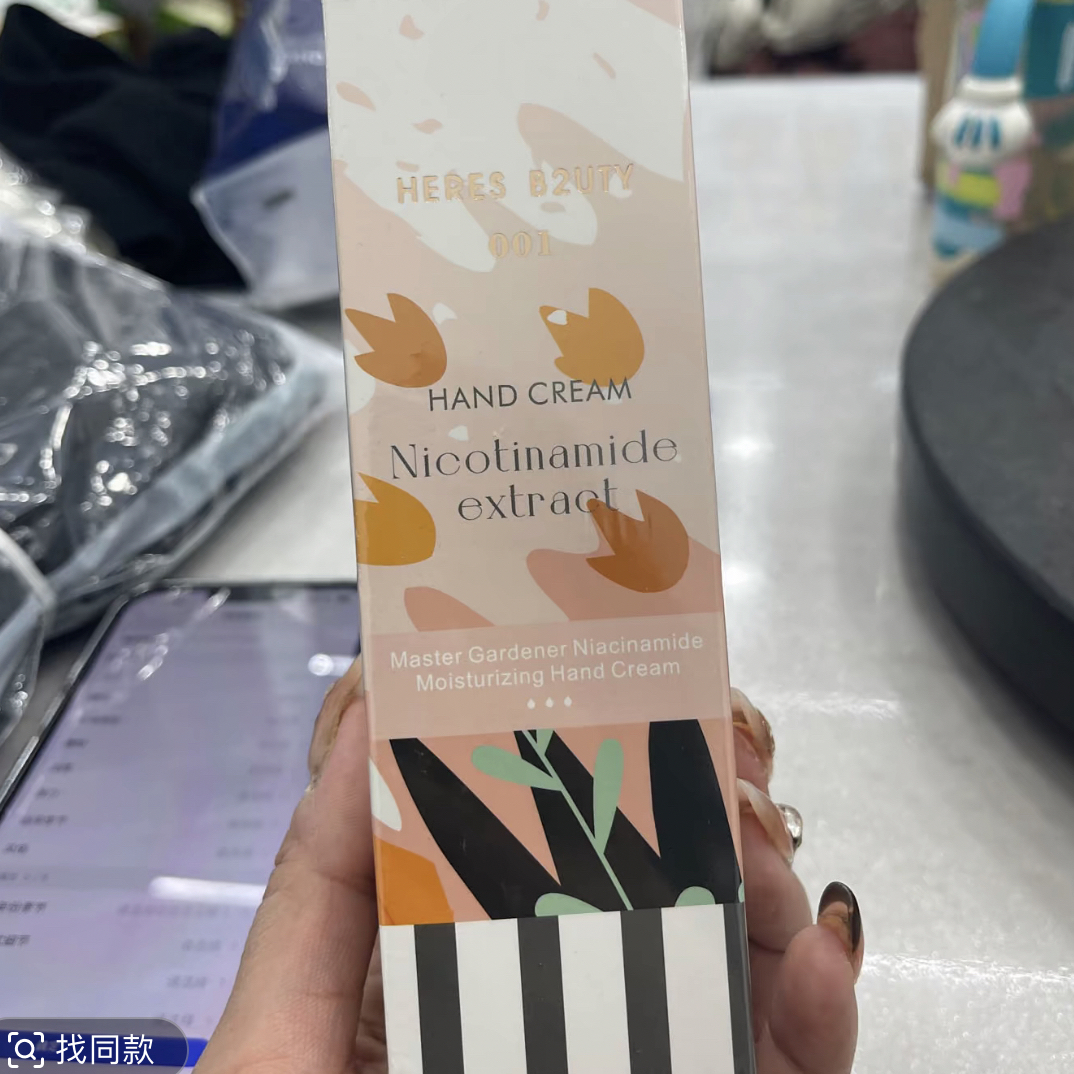 HERES B2UTY
001
HAND CREAM
Nicotinamide
extract
Master Gardener Niacinamide
Moisturizing Hand Cream
找同款